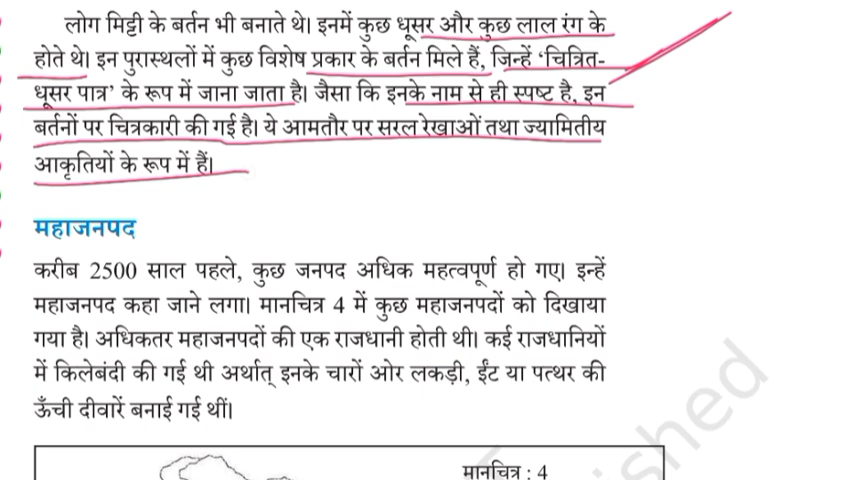 लोग मिट्टी के बर्तन भी बनाते थे। इनमें कुछ धूसर और कुछ लाल रंग के
होते थे। इन पुरास्थलों में कुछ विशेष प्रकार के बर्तन मिले हैं, जिन्हें ‘चित्रित-
धूसर पात्र’ के रूप में जाना जाता है। जैसा कि इनके नाम से ही स्पष्ट है, इन
बर्तनों पर चित्रकारी की गई है। ये आमतौर पर सरल रेखाओं तथा ज्यामितीय
आकृतियों के रूप में हैं।
महाजनपद
करीब 2500 साल पहले, कुछ जनपद अधिक महत्वपूर्ण हो गए। इन्हें
महाजनपद कहा जाने लगा। मानचित्र 4 में कुछ महाजनपदों को दिखाया
गया है। अधिकतर महाजनपदों की एक राजधानी होती थी। कई राजधानियों
में किलेबंदी की गई थी अर्थात् इनके चारों ओर लकड़ी, ईंट या पत्थर की
ऊँची दीवारें बनाई गई थीं।
मानचित्र : 4